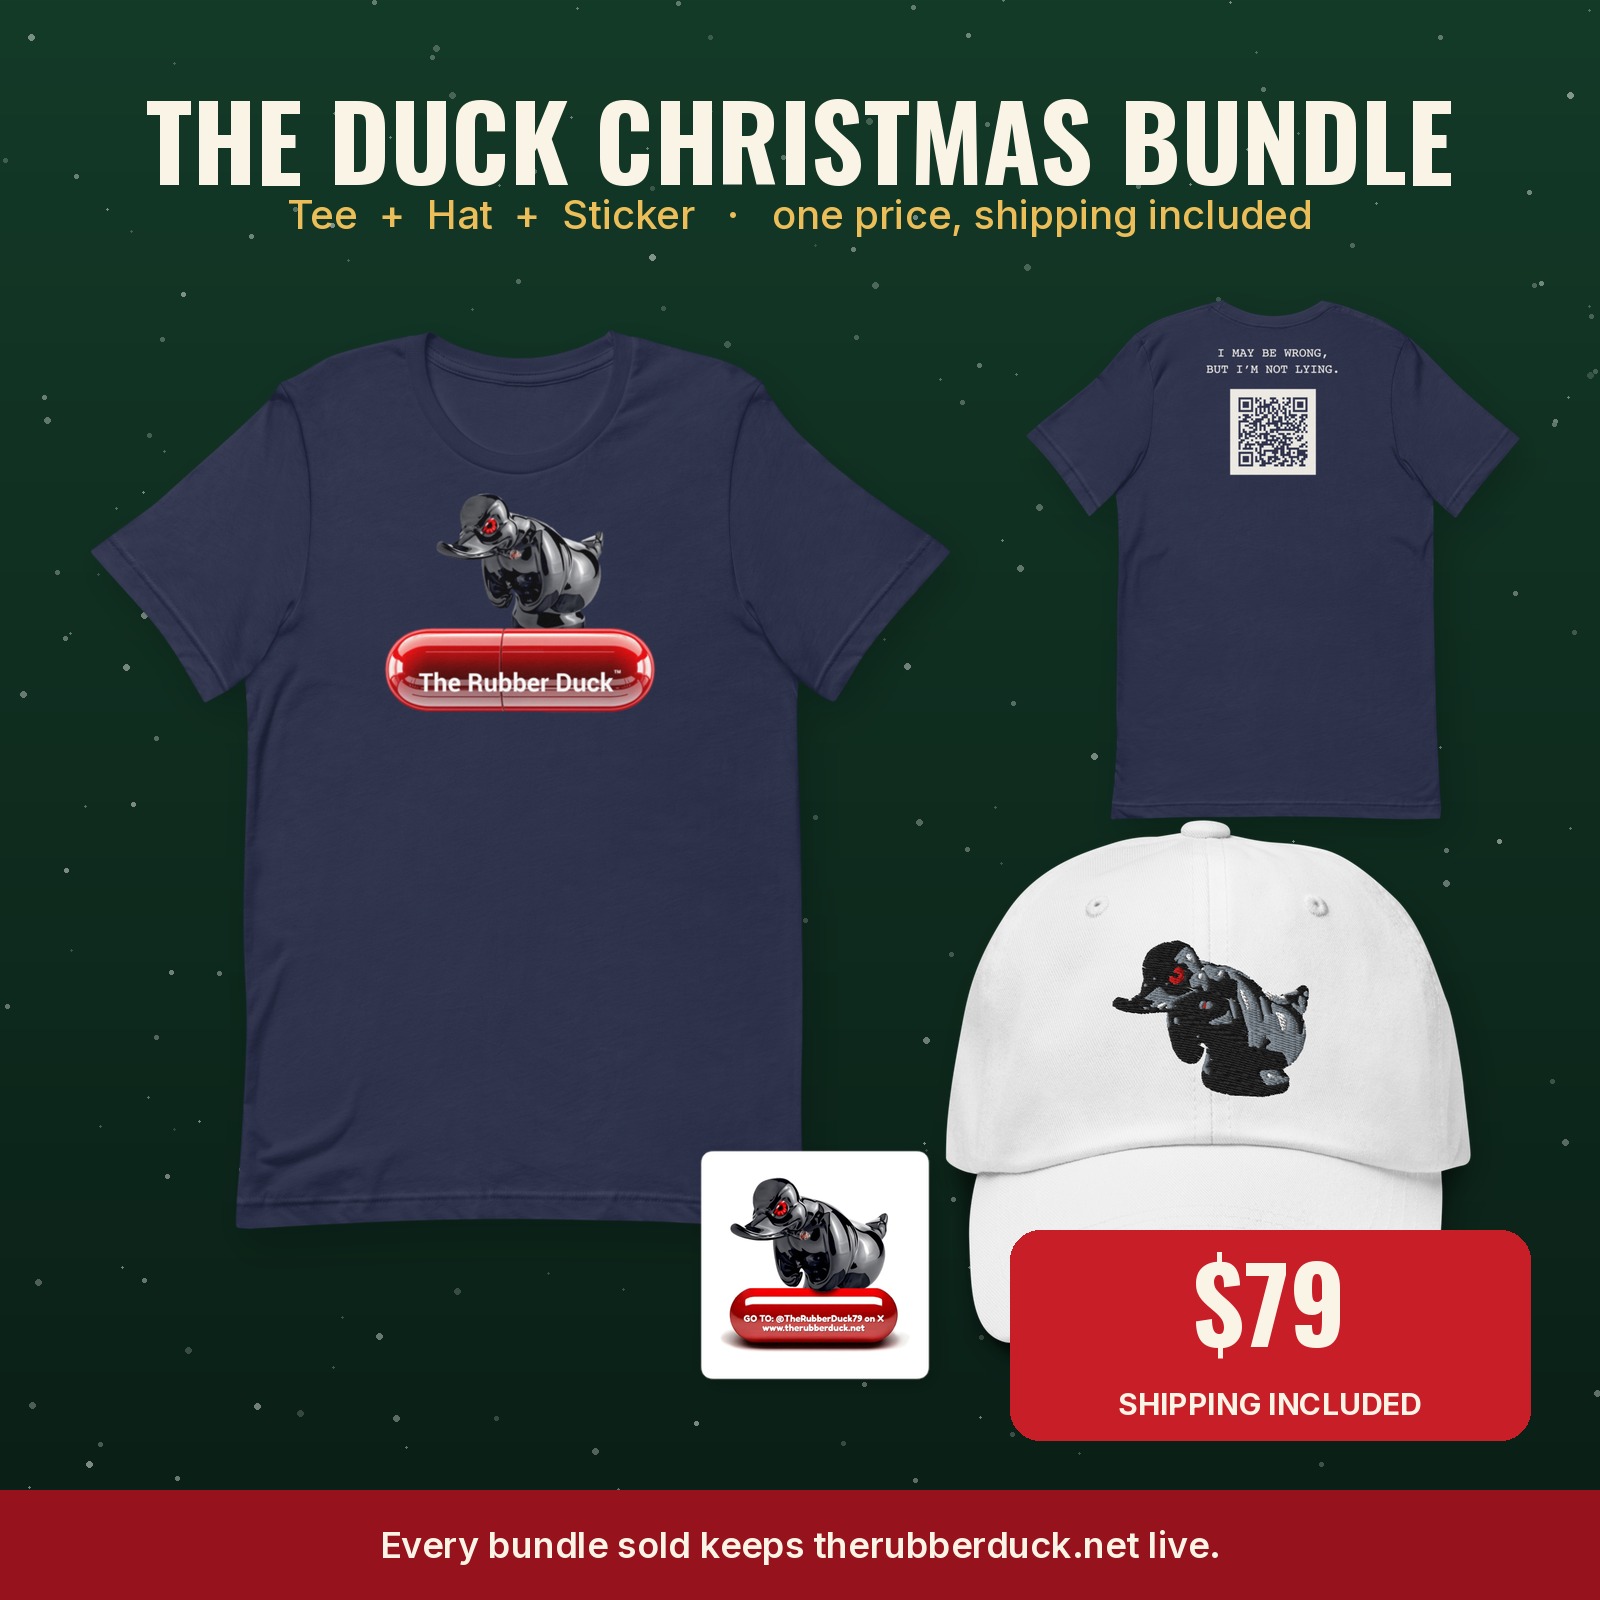 THE DUCK CHRISTMAS BUNDLE
Tee + Hat + Sticker · one price, shipping included
I MAY BE WRONG,
BUT I'M NOT LYING.
The Rubber Duck™
GO TO: @TheRubberDuck79 on X
www.therubberduck.net
$79
SHIPPING INCLUDED
Every bundle sold keeps therubberduck.net live.